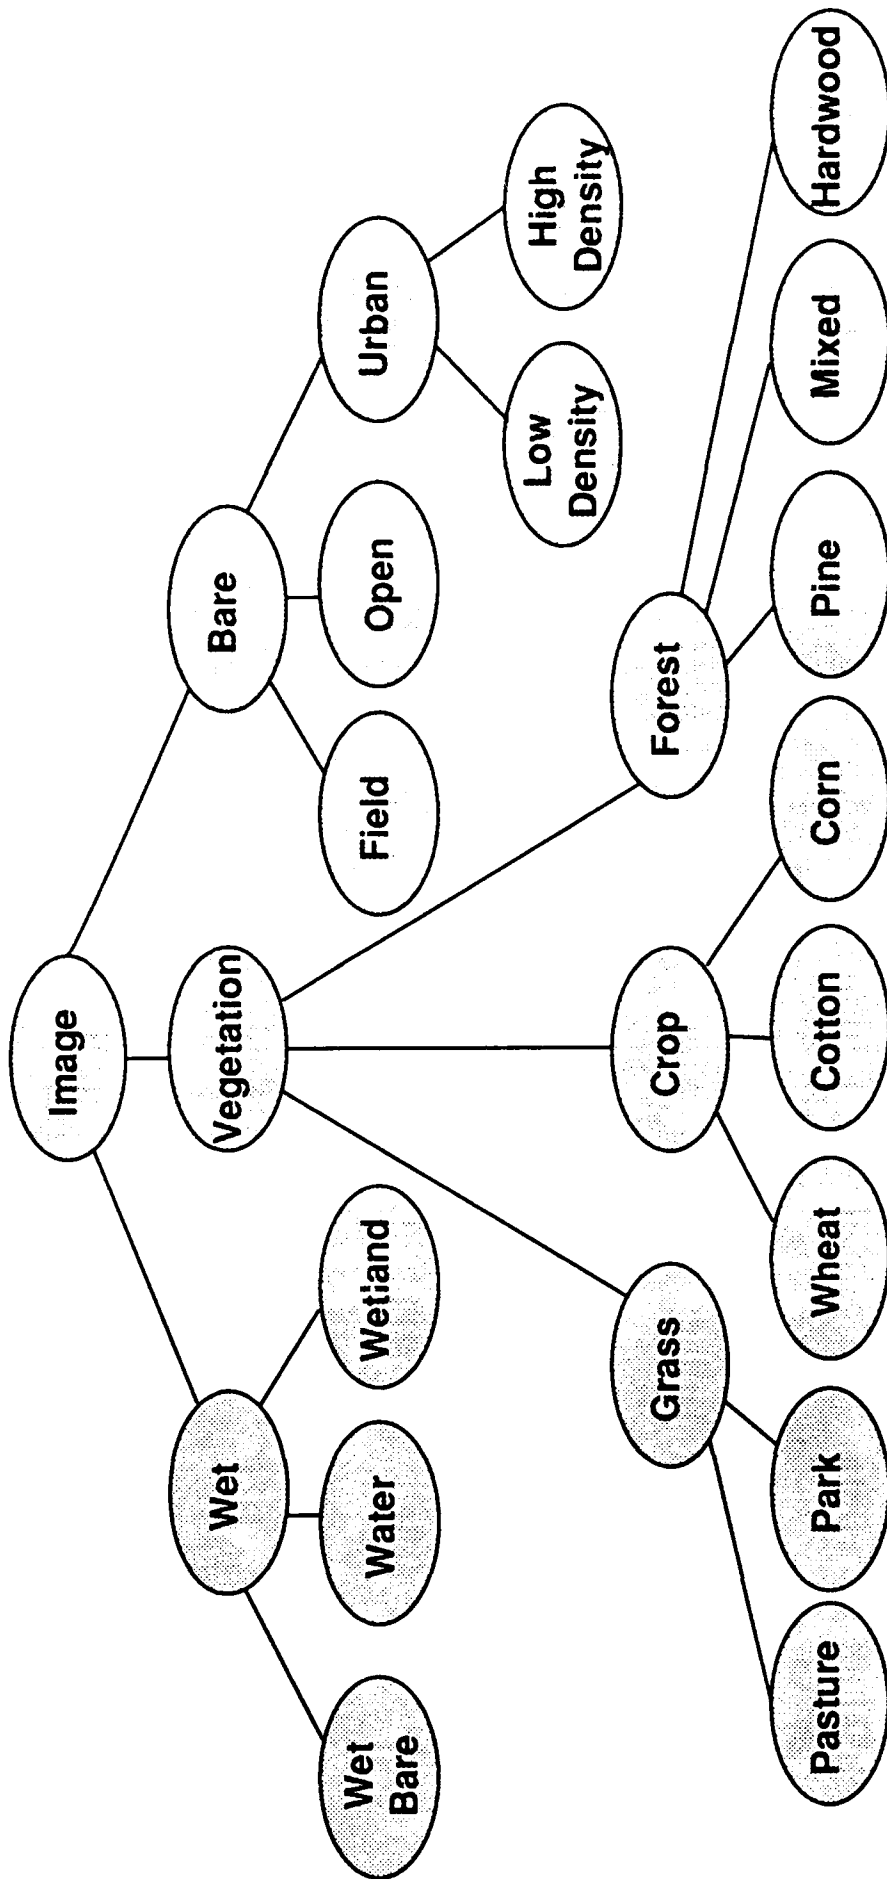 Image
Wet
Vegetation
Bare
Wet
Bare
Water
Wetland
Field
Open
Urban
Low
Density
High
Density
Grass
Crop
Forest
Pasture
Park
Wheat
Cotton
Corn
Pine
Mixed
Hardwood